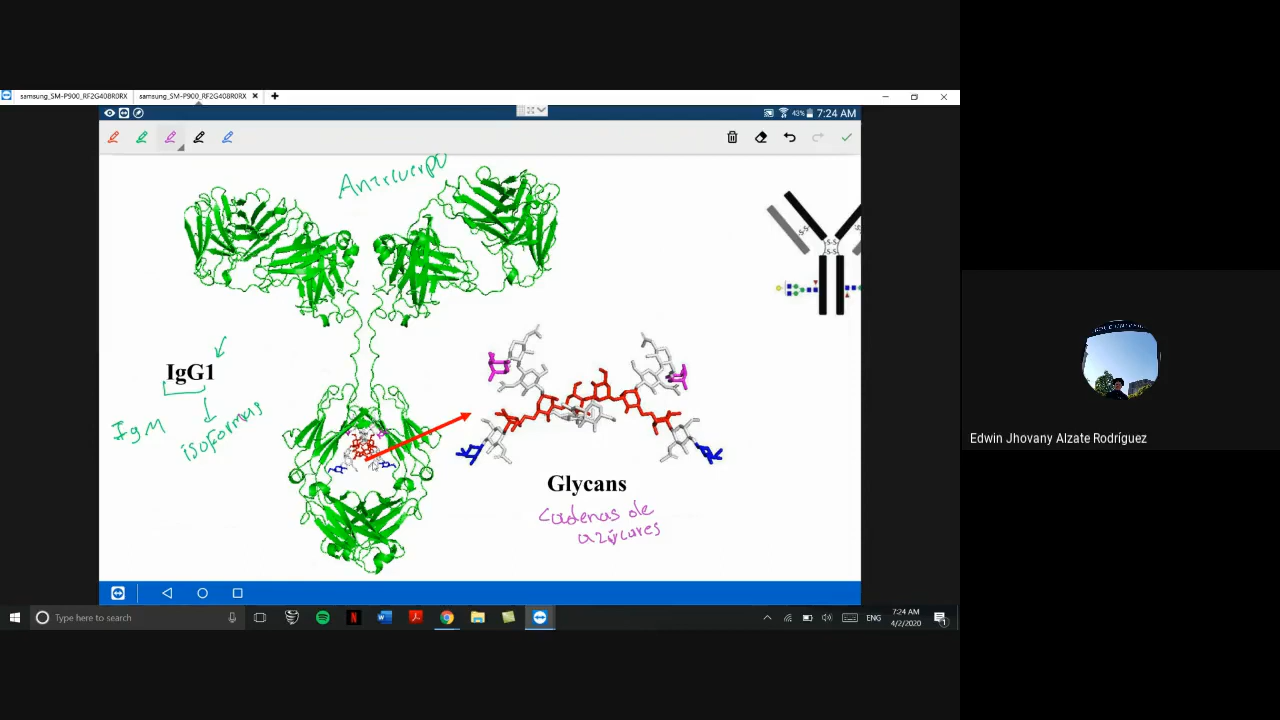 samsung_SM-P900_RF2G408R0RX
samsung_SM-P900_RF2G408R0RX
43% 7:24 AM
Anticuerpo
S-S
S-S
S-S
IgG1
IgM
isoformas
Glycans
cadenas de
azúcares
Edwin Jhovany Alzate Rodríguez
Type here to search
ENG
7:24 AM
4/2/2020